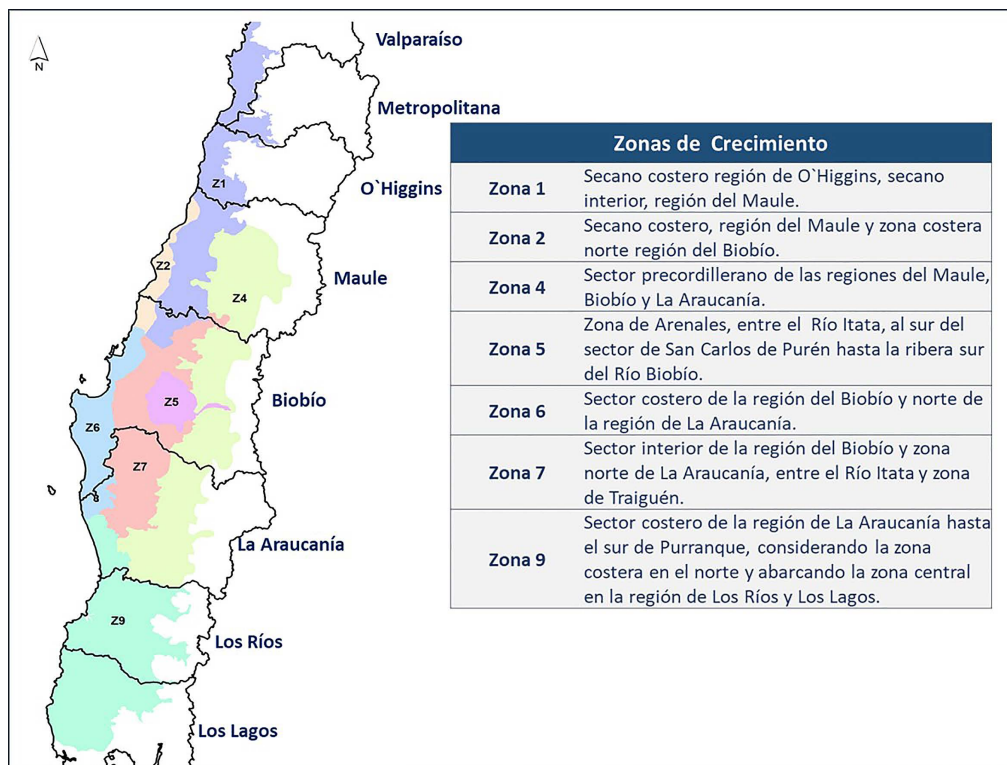 N
Valparaíso
Metropolitana
O`Higgins
Maule
Biobío
La Araucanía
Los Ríos
Los Lagos
Z1
Z2
Z4
Z5
Z6
Z7
8
Z9
Zonas de Crecimiento
Zona 1
Secano costero región de O`Higgins, secano
interior, región del Maule.
Zona 2
Secano costero, región del Maule y zona costera
norte región del Biobío.
Zona 4
Sector precordillerano de las regiones del Maule,
Biobío y La Araucanía.
Zona 5
Zona de Arenales, entre el Río Itata, al sur del
sector de San Carlos de Purén hasta la ribera sur
del Río Biobío.
Zona 6
Sector costero de la región del Biobío y norte de
la región de La Araucanía.
Zona 7
Sector interior de la región del Biobío y zona
norte de La Araucanía, entre el Río Itata y zona
de Traiguén.
Zona 9
Sector costero de la región de La Araucanía hasta
el sur de Purranque, considerando la zona
costera en el norte y abarcando la zona central
en la región de Los Ríos y Los Lagos.